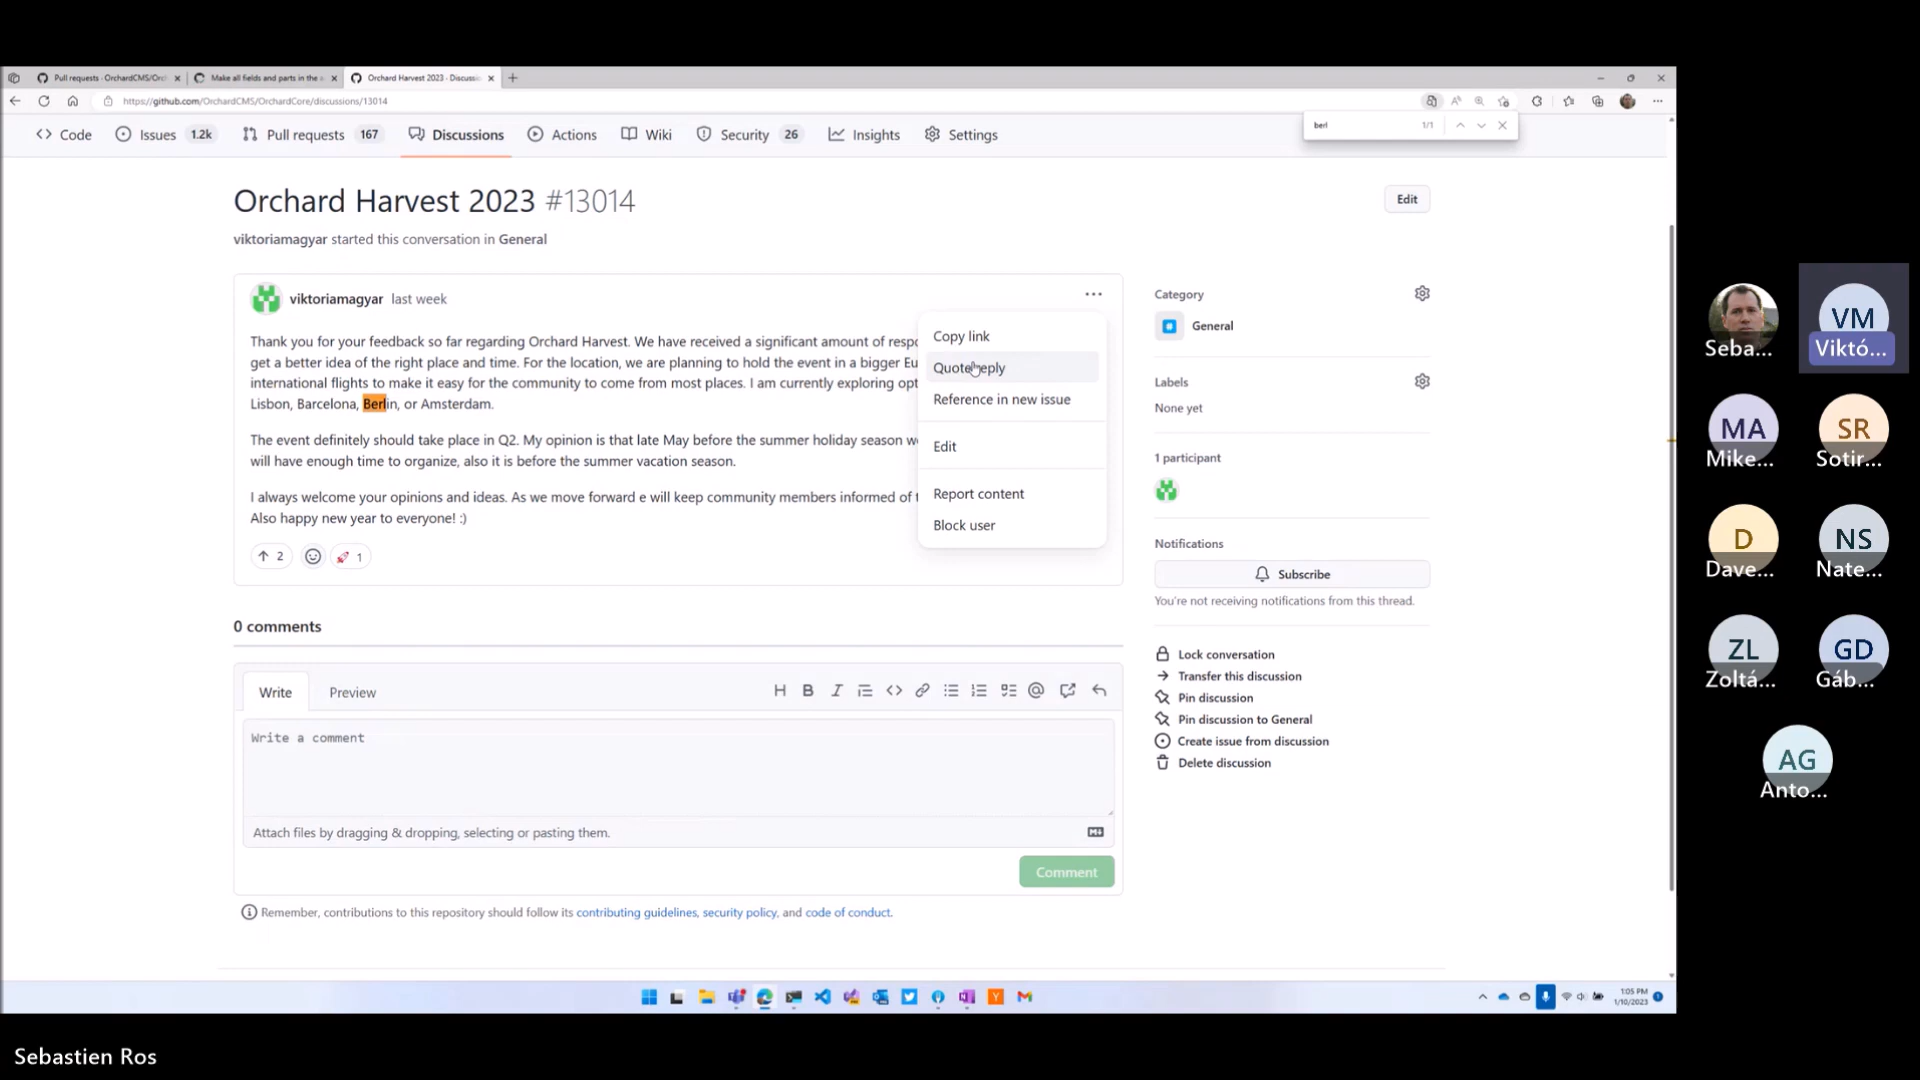 Pull requests · OrchardCMS/Orc
Make all fields and parts in the
Orchard Harvest 2023 · Discussi
https://github.com/OrchardCMS/OrchardCore/discussions/13014
berl
1/1
Code
Issues 1.2k
Pull requests 167
Discussions
Actions
Wiki
Security 26
Insights
Settings
Orchard Harvest 2023 #13014
Edit
viktoriamagyar started this conversation in General
viktoriamagyar last week
Thank you for your feedback so far regarding Orchard Harvest. We have received a significant amount of resp
get a better idea of the right place and time. For the location, we are planning to hold the event in a bigger Eu
international flights to make it easy for the community to come from most places. I am currently exploring opt
Lisbon, Barcelona, Berlin, or Amsterdam.
The event definitely should take place in Q2. My opinion is that late May before the summer holiday season w
will have enough time to organize, also it is before the summer vacation season.
I always welcome your opinions and ideas. As we move forward e will keep community members informed of
Also happy new year to everyone! :)
2
1
Copy link
Quote reply
Reference in new issue
Edit
Report content
Block user
Category
General
Labels
None yet
1 participant
Notifications
Subscribe
You're not receiving notifications from this thread.
Lock conversation
Transfer this discussion
Pin discussion
Pin discussion to General
Create issue from discussion
Delete discussion
0 comments
Write
Preview
Write a comment
Attach files by dragging & dropping, selecting or pasting them.
Comment
Remember, contributions to this repository should follow its contributing guidelines, security policy, and code of conduct.
1:05 PM
1/10/2023
Seba...
VM
Viktó...
MA
Mike...
SR
Sotir...
D
Dave...
NS
Nate...
ZL
Zoltá...
GD
Gáb...
AG
Anto...
Sebastien Ros